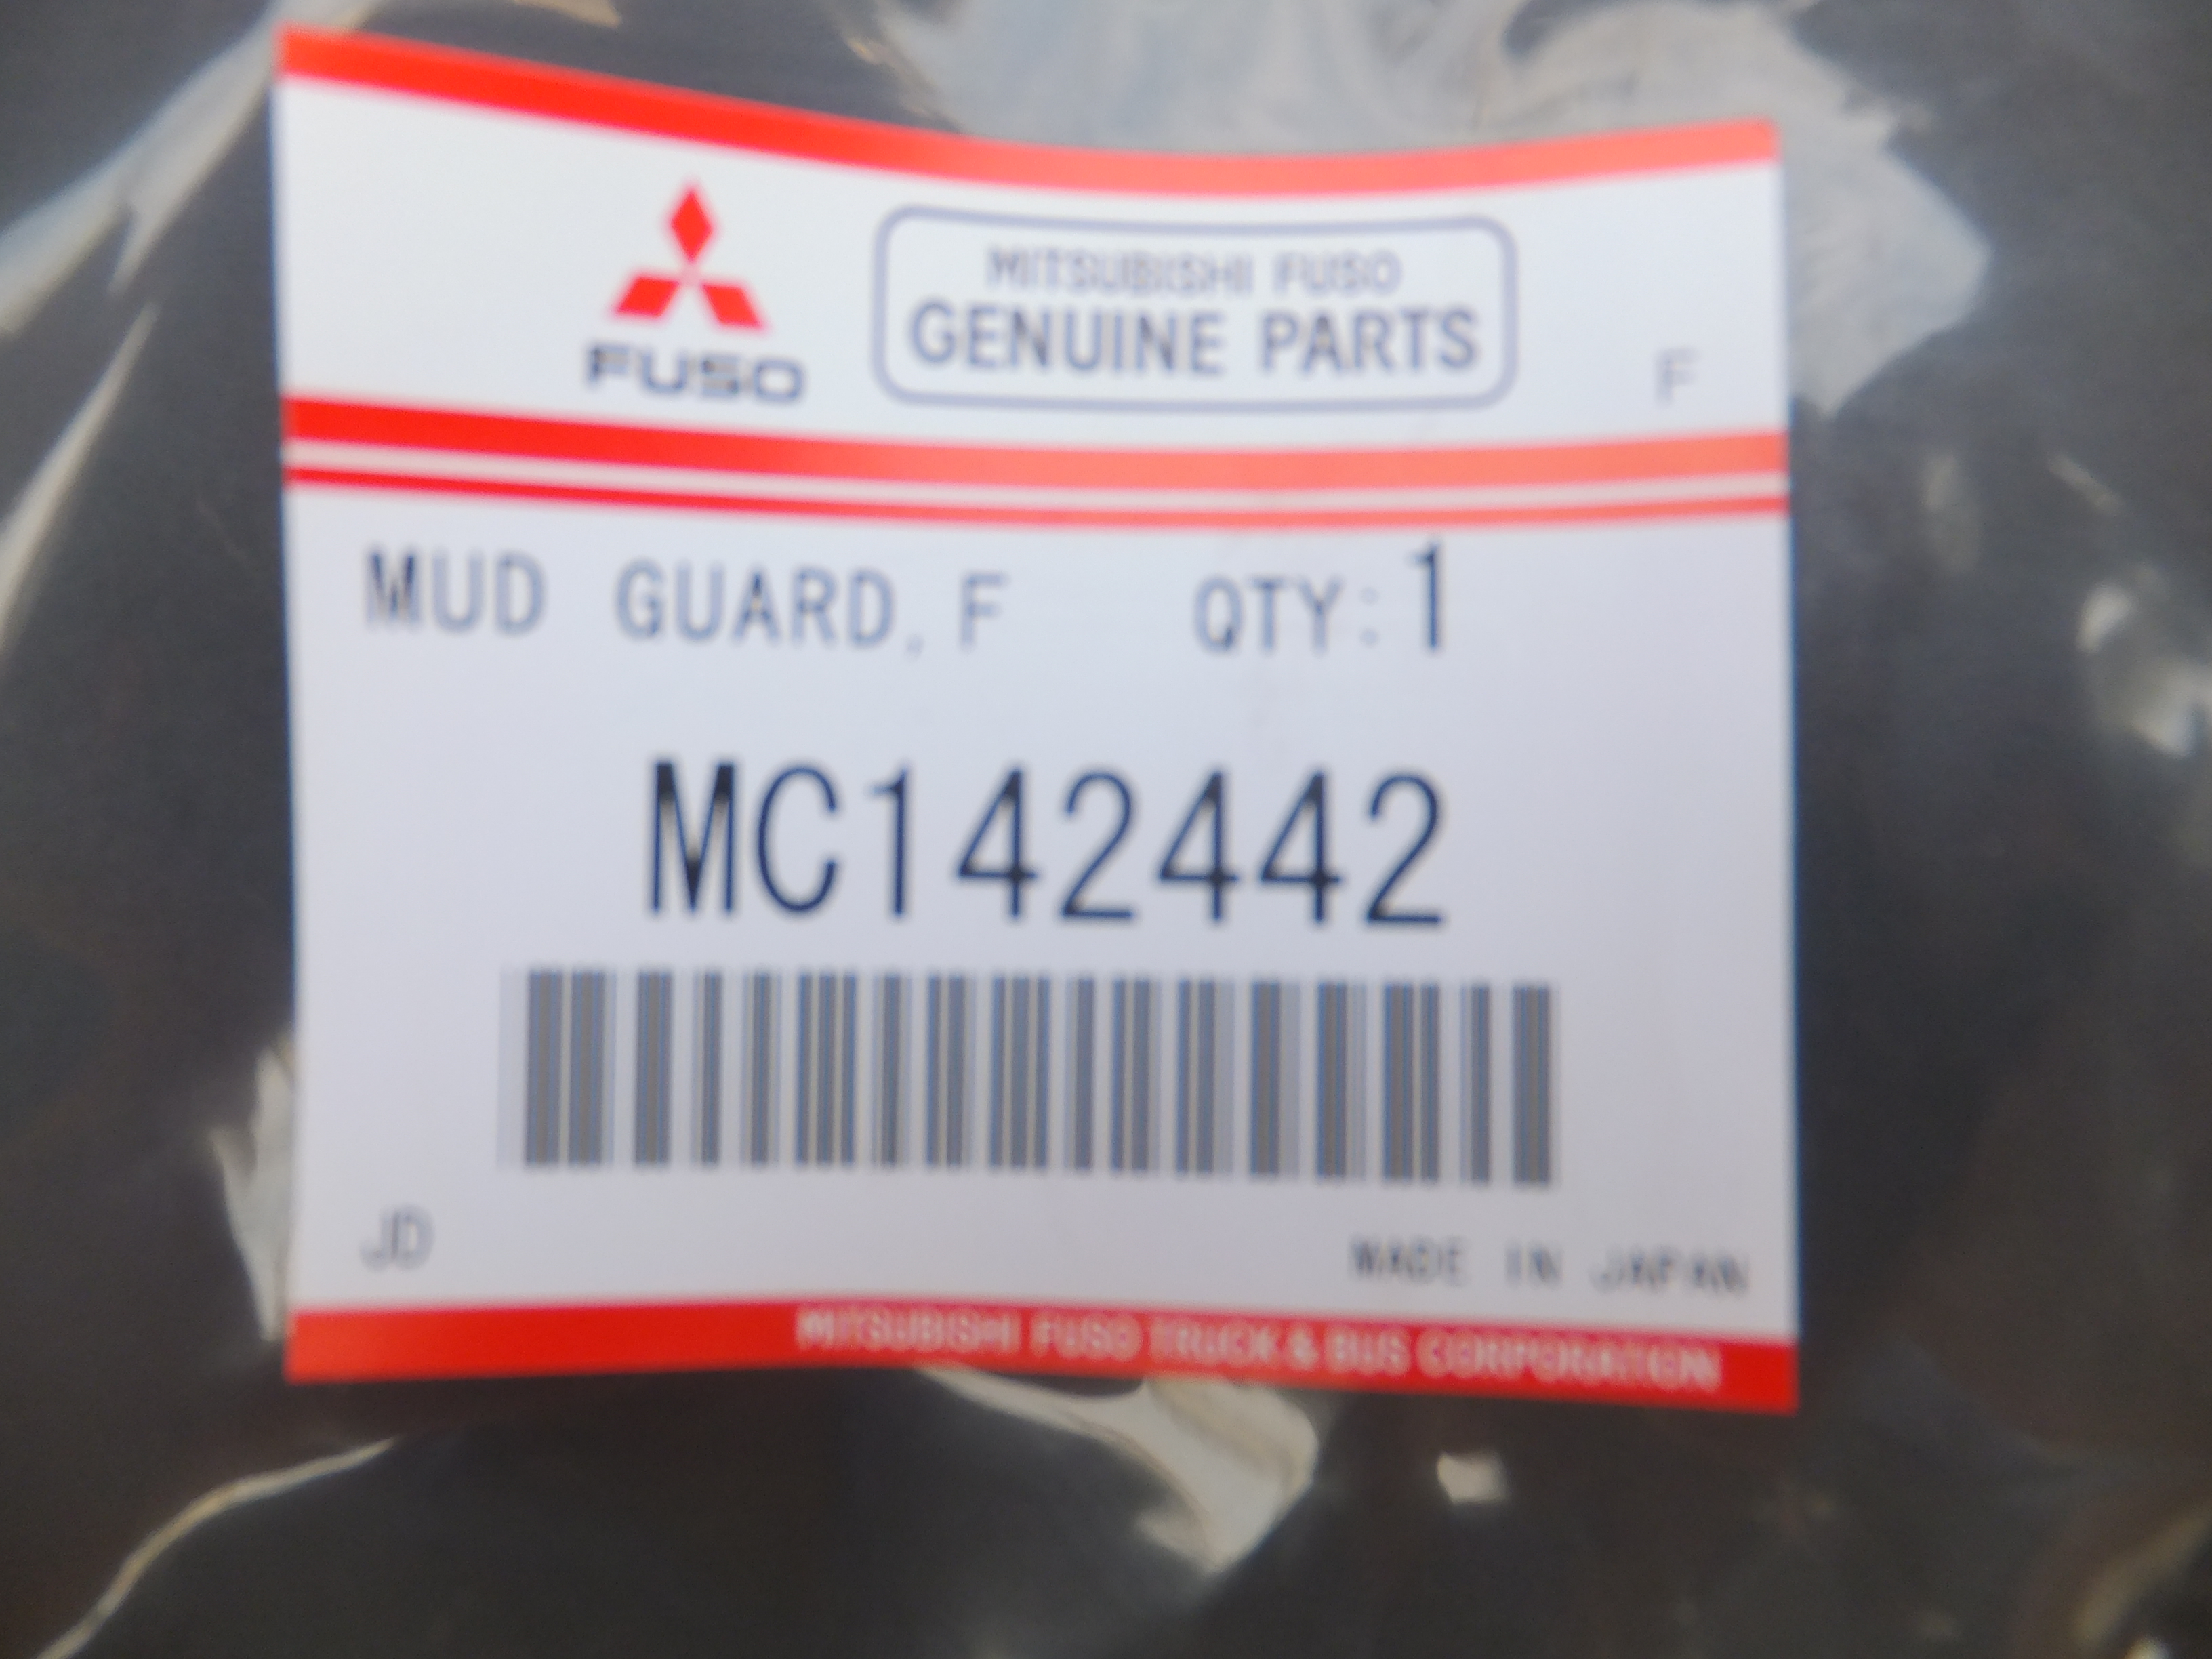 MITSUBISHI FUSO
GENUINE PARTS
FUSO
F
MUD GUARD, F QTY:1
MC142442
JD
MADE IN JAPAN
MITSUBISHI FUSO TRUCK & BUS CORPORATION